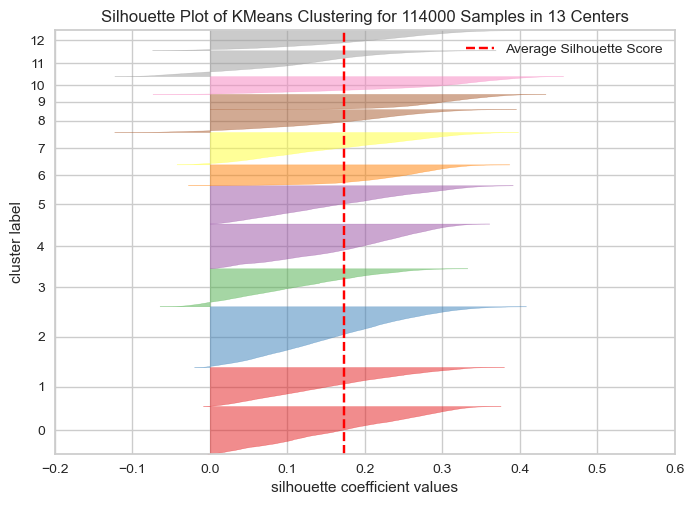 Silhouette Plot of KMeans Clustering for 114000 Samples in 13 Centers
Average Silhouette Score
12
11
10
9
8
7
6
5
4
3
2
1
0
cluster label
−0.2 −0.1 0.0 0.1 0.2 0.3 0.4 0.5 0.6
silhouette coefficient values